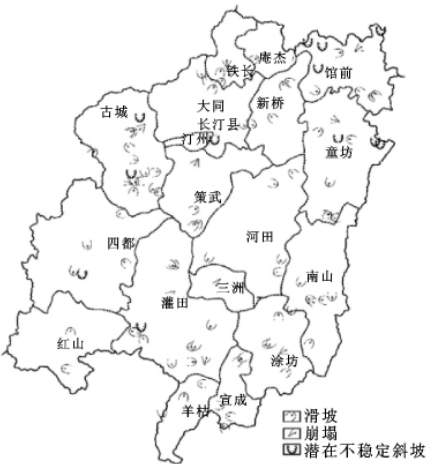 庵杰
铁长
馆前
古城
大同
新桥
长汀县
汀州
童坊
策武
四都
河田
三洲
南山
灌田
红山
涂坊
宣成
羊牯
滑坡
崩塌
潜在不稳定斜坡